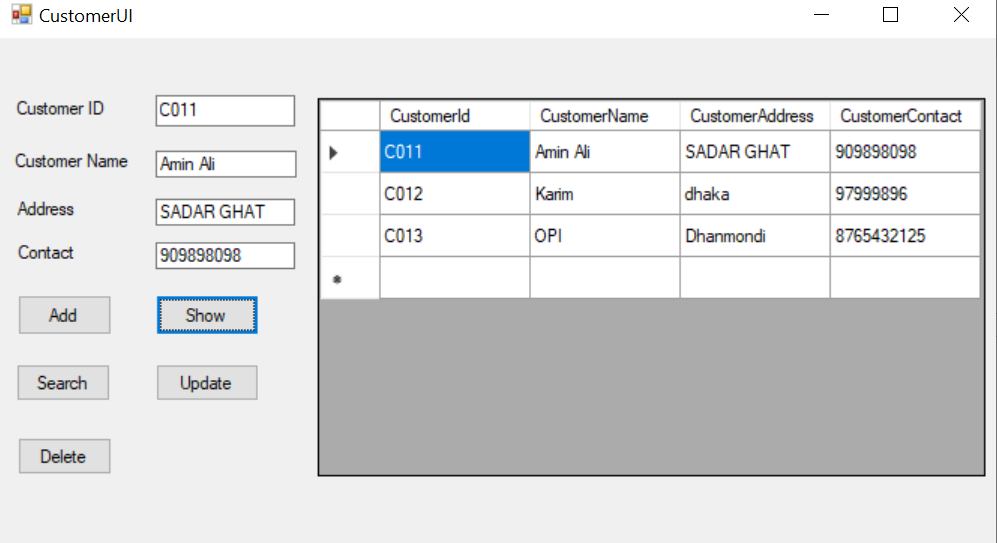 CustomerUI
Customer ID C011
Customer Name Amin Ali
Address SADAR GHAT
Contact 909898098
Add Show
Search Update
Delete
CustomerId CustomerName CustomerAddress CustomerContact
C011 Amin Ali SADAR GHAT 909898098
C012 Karim dhaka 97999896
C013 OPI Dhanmondi 8765432125